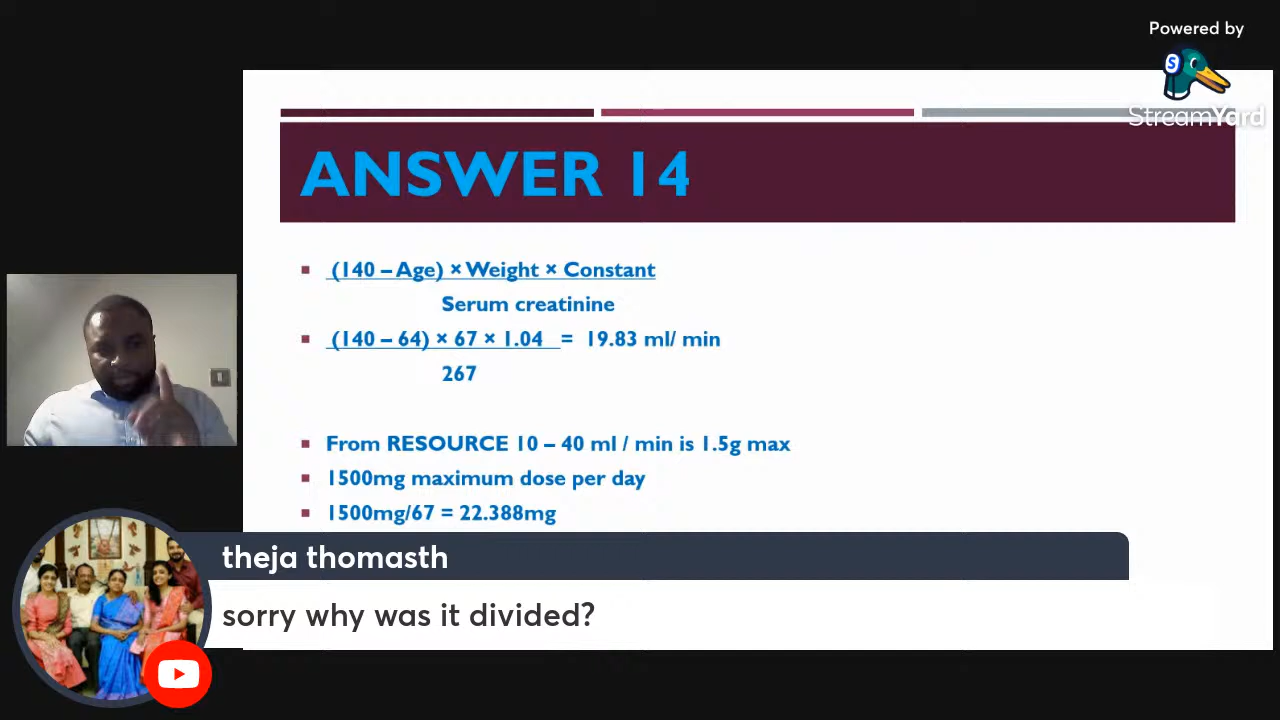 Powered by
StreamYard
ANSWER 14
(140 – Age) × Weight × Constant
Serum creatinine
(140 – 64) × 67 × 1.04 = 19.83 ml/ min
267
From RESOURCE 10 – 40 ml / min is 1.5g max
1500mg maximum dose per day
1500mg/67 = 22.388mg
theja thomasth
sorry why was it divided?